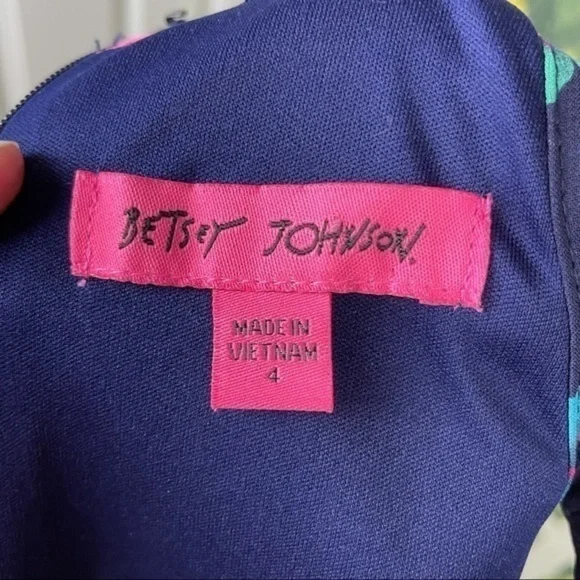 BETSEY JOHNSON.
MADE IN
VIETNAM
4